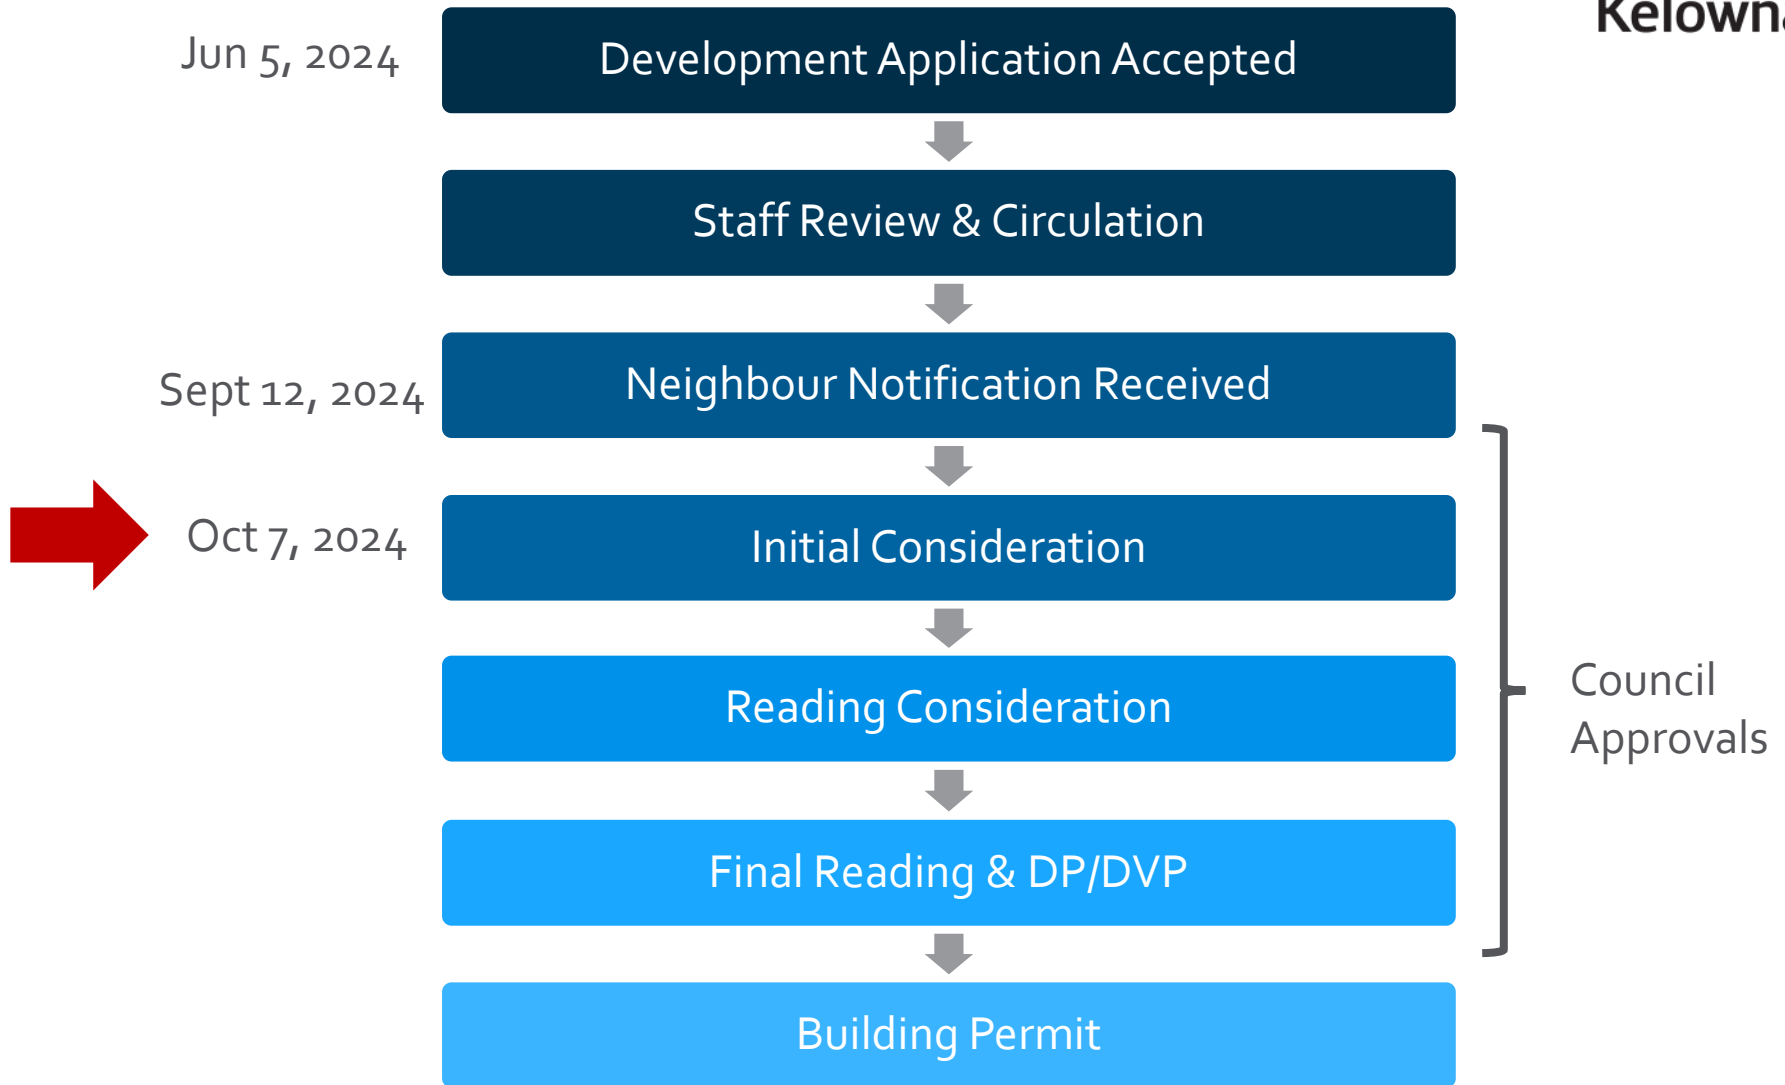 Kelowna
Jun 5, 2024
Development Application Accepted
Staff Review & Circulation
Sept 12, 2024
Neighbour Notification Received
Oct 7, 2024
Initial Consideration
Reading Consideration
Council
Approvals
Final Reading & DP/DVP
Building Permit